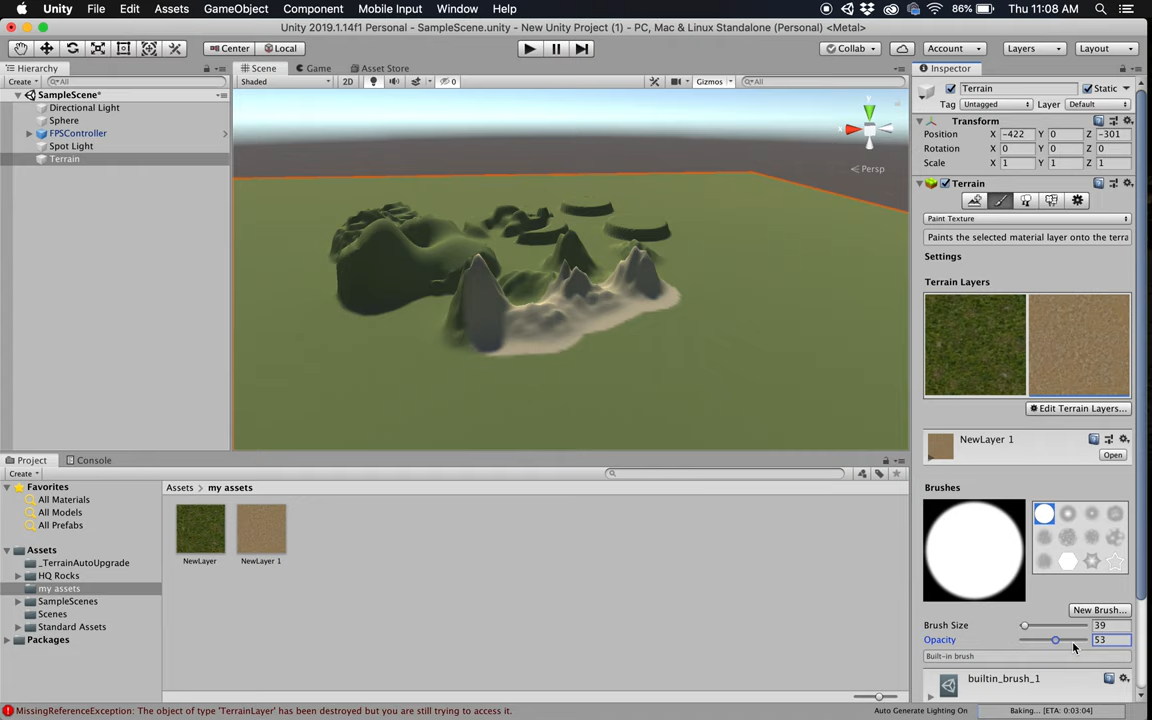 Unity File Edit Assets GameObject Component Mobile Input Window Help 86% Thu 11:08 AM
Unity 2019.1.14f1 Personal - SampleScene.unity - New Unity Project (1) - PC, Mac & Linux Standalone (Personal) <Metal>
Center Local Collab Account Layers Layout
Hierarchy Scene Game Asset Store Inspector
Create All Shaded 2D 0 Gizmos All Terrain Static
SampleScene* Tag Untagged Layer Default
Directional Light
Sphere Transform
FPSController Position X -422 Y 0 Z -301
Spot Light Rotation X 0 Y 0 Z 0
Terrain Scale X 1 Y 1 Z 1
Persp
Terrain
Paint Texture
Paints the selected material layer onto the terra
Settings
Terrain Layers
Edit Terrain Layers...
NewLayer 1
Open
Project Console
Create
Favorites Assets > my assets Brushes
All Materials
All Models
All Prefabs
Assets
_TerrainAutoUpgrade NewLayer NewLayer 1
HQ Rocks
my assets
SampleScenes
Scenes New Brush...
Standard Assets Brush Size 39
Packages Opacity 53
Built-in brush
builtin_brush_1
MissingReferenceException: The object of type 'TerrainLayer' has been destroyed but you are still trying to access it. Auto Generate Lighting On Baking... [ETA: 0:03:04]